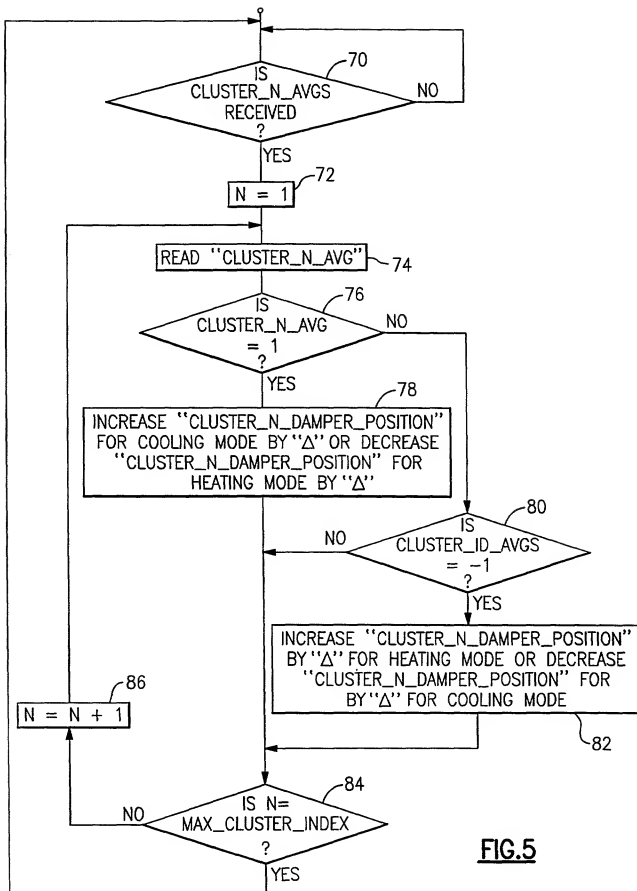 70
IS
CLUSTER_N_AVGS
RECEIVED
?
NO
YES
72
N = 1
READ "CLUSTER_N_AVG"
74
IS
CLUSTER_N_AVG
= 1
?
76
NO
YES
78
INCREASE "CLUSTER_N_DAMPER_POSITION"
FOR COOLING MODE BY "Δ" OR DECREASE
"CLUSTER_N_DAMPER_POSITION" FOR
HEATING MODE BY "Δ"
80
IS
CLUSTER_ID_AVGS
= -1
?
NO
YES
INCREASE "CLUSTER_N_DAMPER_POSITION"
BY "Δ" FOR HEATING MODE OR DECREASE
"CLUSTER_N_DAMPER_POSITION" FOR
BY "Δ" FOR COOLING MODE
82
86
N = N + 1
84
IS N=
MAX_CLUSTER_INDEX
?
NO
YES
FIG.5